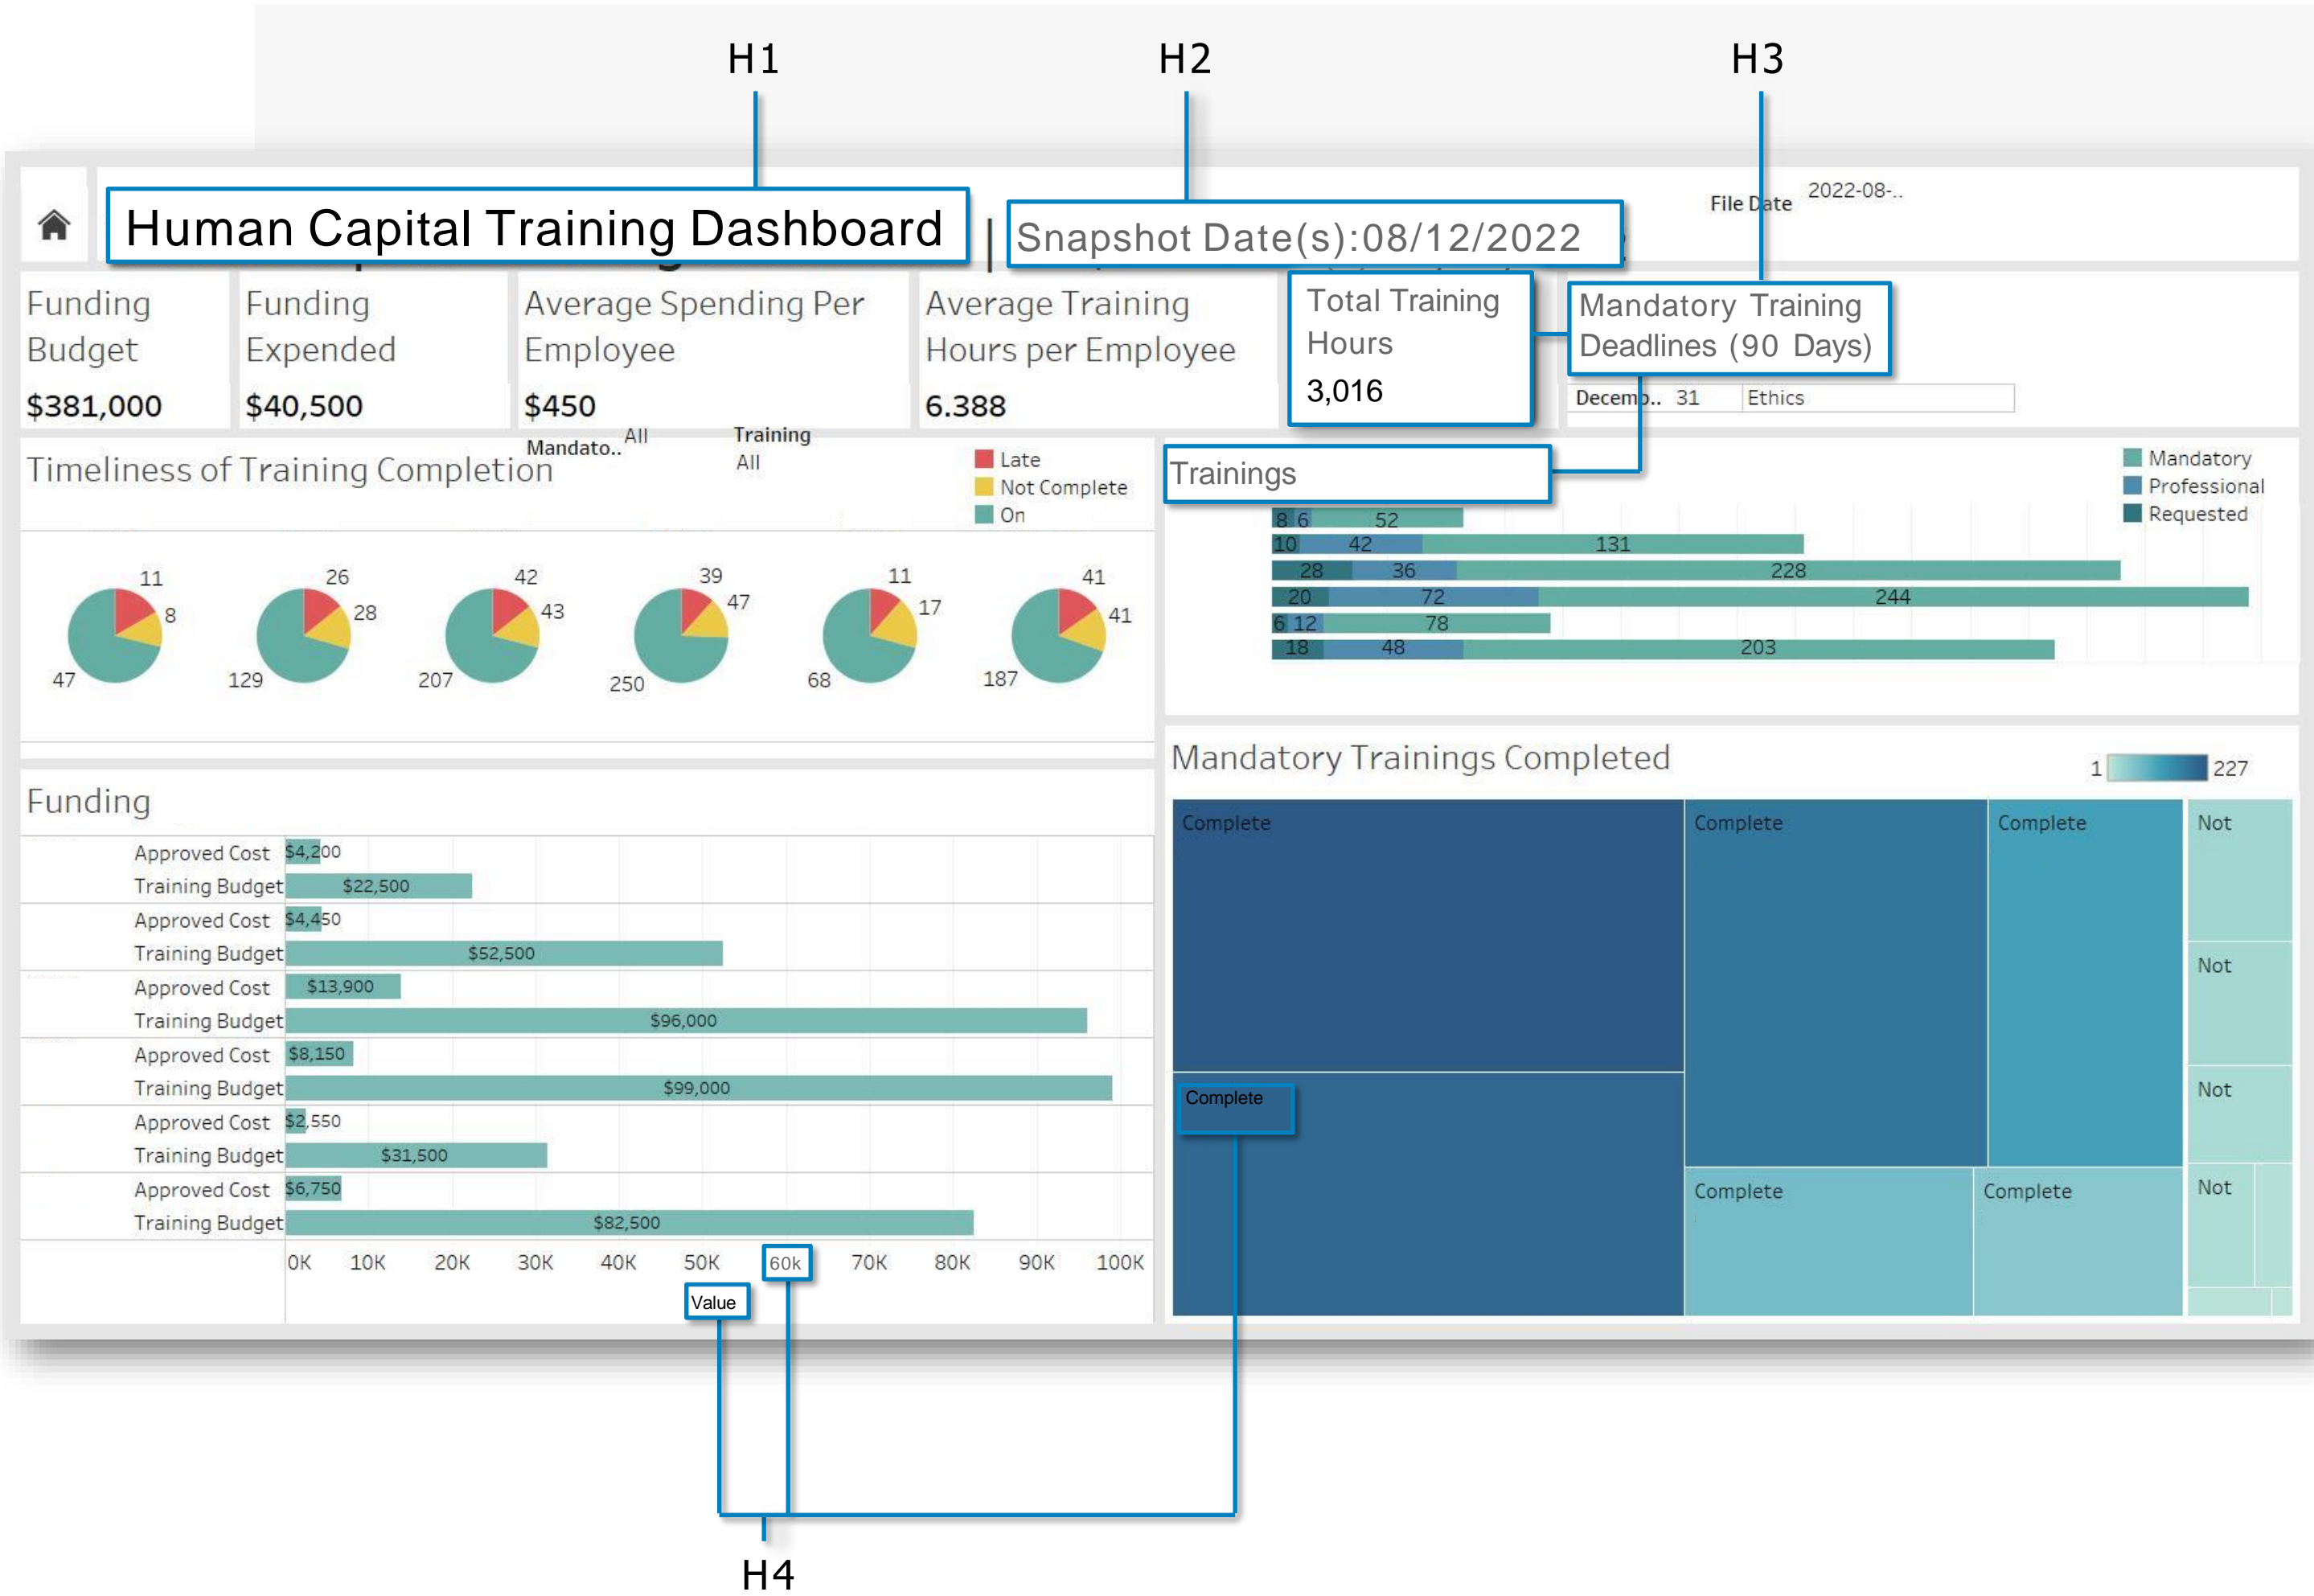 H1
H2
H3
Human Capital Training Dashboard
Snapshot Date(s):08/12/2022
File Date
2022-08-..
Funding
Budget
$381,000
Funding
Expended
$40,500
Average Spending Per
Employee
$450
Average Training
Hours per Employee
6.388
Total Training
Hours
3,016
Mandatory Training
Deadlines (90 Days)
Decemb.. 31 Ethics
Timeliness of Training Completion
Mandato.. All
Training
All
Late
Not Complete
On
11
8
47
26
28
129
42
43
207
39
47
250
11
17
68
41
41
187
Trainings
Mandatory
Professional
Requested
8 6 52
10 42 131
28 36 228
20 72 244
6 12 78
18 48 203
Funding
Approved Cost $4,200
Training Budget $22,500
Approved Cost $4,450
Training Budget $52,500
Approved Cost $13,900
Training Budget $96,000
Approved Cost $8,150
Training Budget $99,000
Approved Cost $2,550
Training Budget $31,500
Approved Cost $6,750
Training Budget $82,500
0K 10K 20K 30K 40K 50K 60k 70K 80K 90K 100K
Value
Mandatory Trainings Completed
1 227
Complete Complete Complete Not
Not
Complete Not
Complete Complete Not
H4